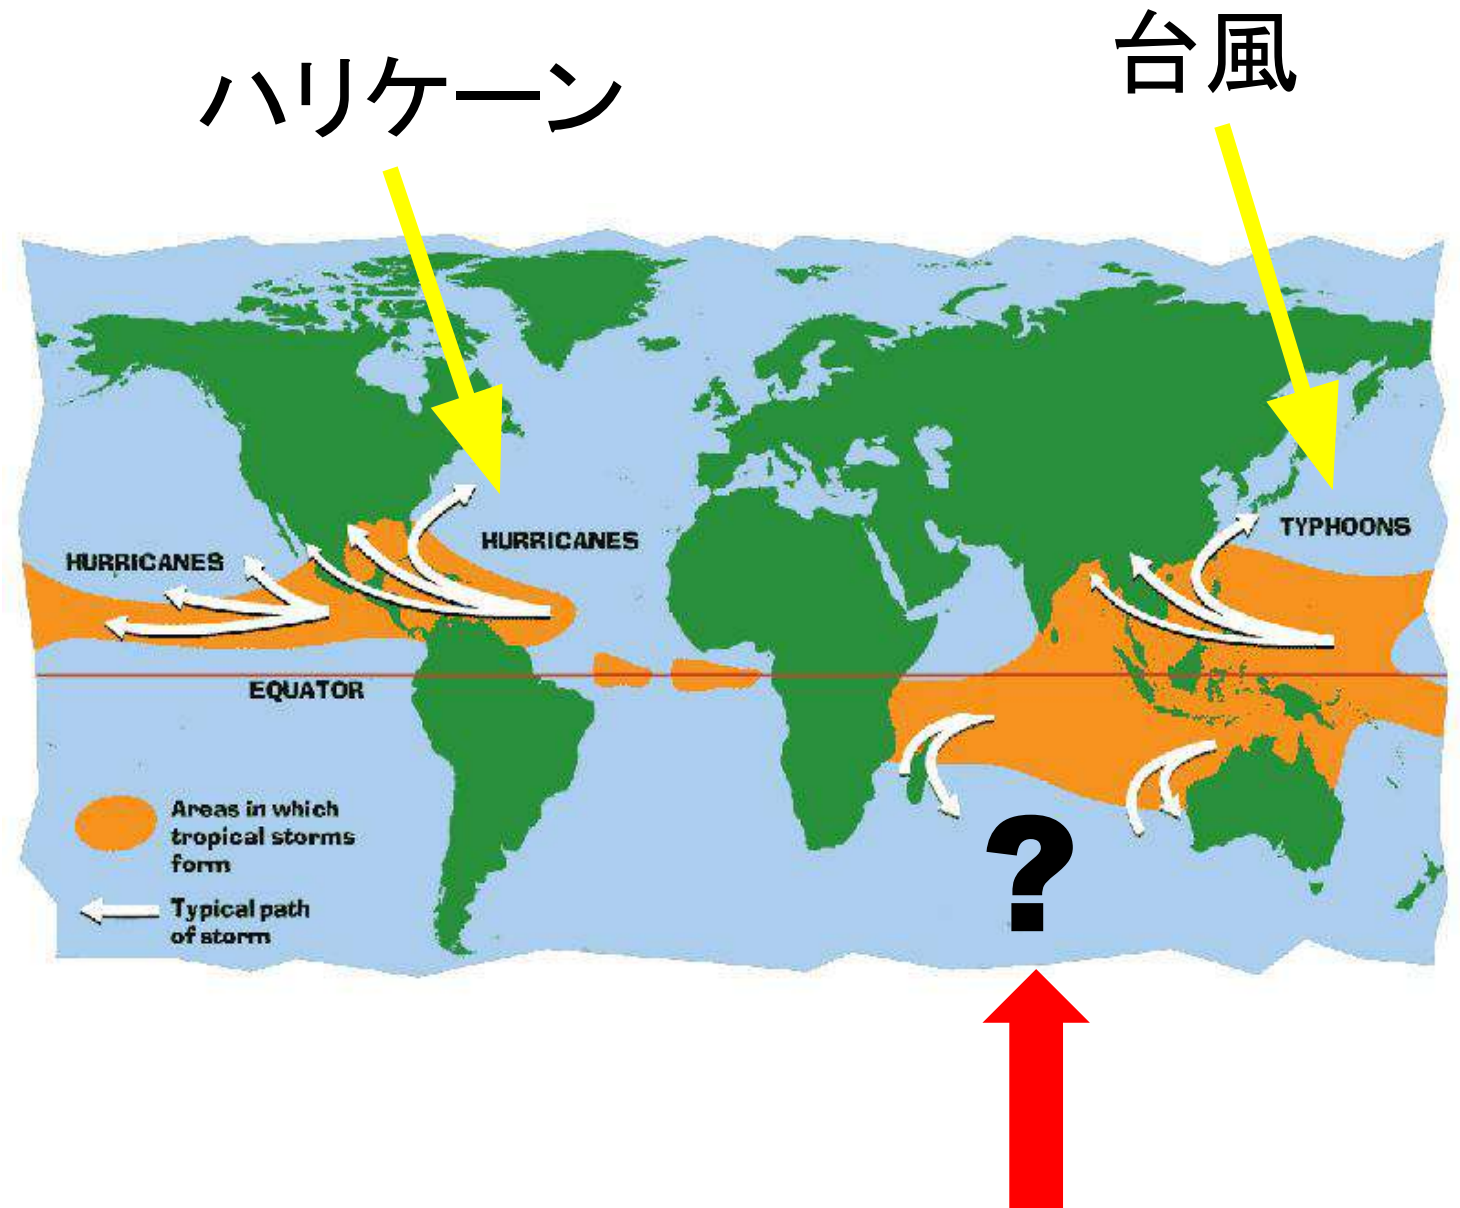 ハリケーン
台風
HURRICANES
HURRICANES
TYPHOONS
EQUATOR
Areas in which
tropical storms
form
Typical path
of storm
?